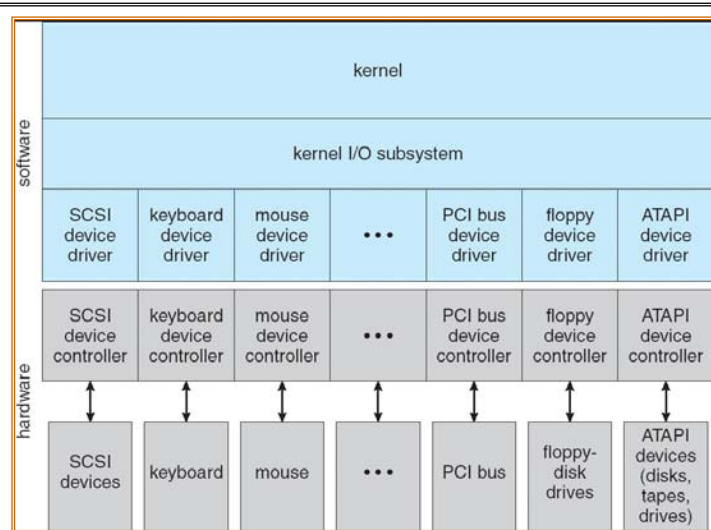 software
kernel
kernel I/O subsystem
SCSI
device
driver
keyboard
device
driver
mouse
device
driver
•••
PCI bus
device
driver
floppy
device
driver
ATAPI
device
driver
hardware
SCSI
device
controller
keyboard
device
controller
mouse
device
controller
•••
PCI bus
device
controller
floppy
device
controller
ATAPI
device
controller
SCSI
devices
keyboard
mouse
•••
PCI bus
floppy-
disk
drives
ATAPI
devices
(disks,
tapes,
drives)